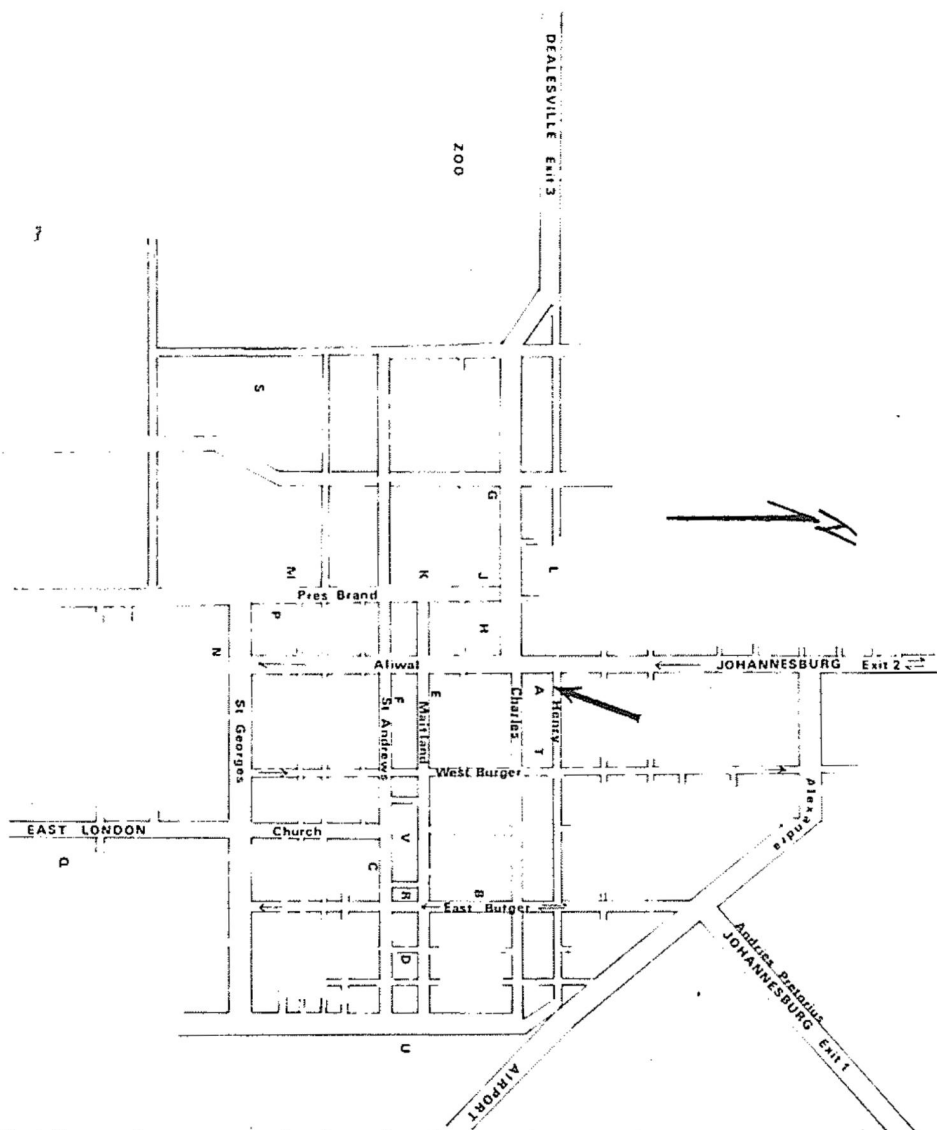 DEALESVILLE Exit 3
ZOO
S
G
L
J
K
M
Pres Brand
P
H
N
Aliwal
JOHANNESBURG Exit 2
A
E
F
Henry
Charles
Maitland
St Andrews
St Georges
T
West Burger
Alexandra
EAST LONDON
Church
V
C
Q
B
R
East Burger
D
Andries Pretorius
JOHANNESBURG Exit 1
U
AIRPORT